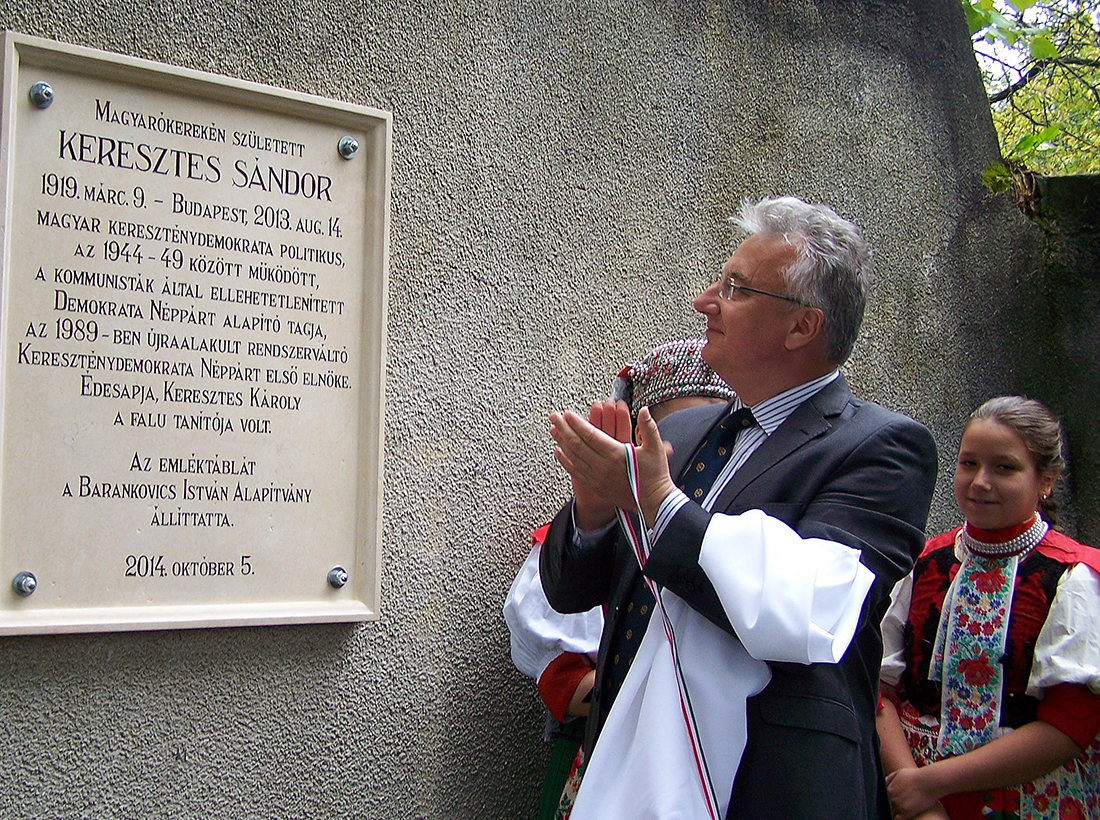 Magyarókerekén született
KERESZTES SÁNDOR
1919. márc. 9. – Budapest, 2013. aug. 14.
magyar kereszténydemokrata politikus,
az 1944 – 49 között müködött,
a kommunisták által ellehetetlenített
Demokrata Néppárt alapító tagja,
az 1989 – ben újraalakult rendszerváltó
Kereszténydemokrata Néppárt elsö elnöke.
Édesapja, Keresztes Károly
a falu tanítója volt.
Az emléktáblát
a Barankovics István Alapítvány
állíttatta.
2014. október 5.